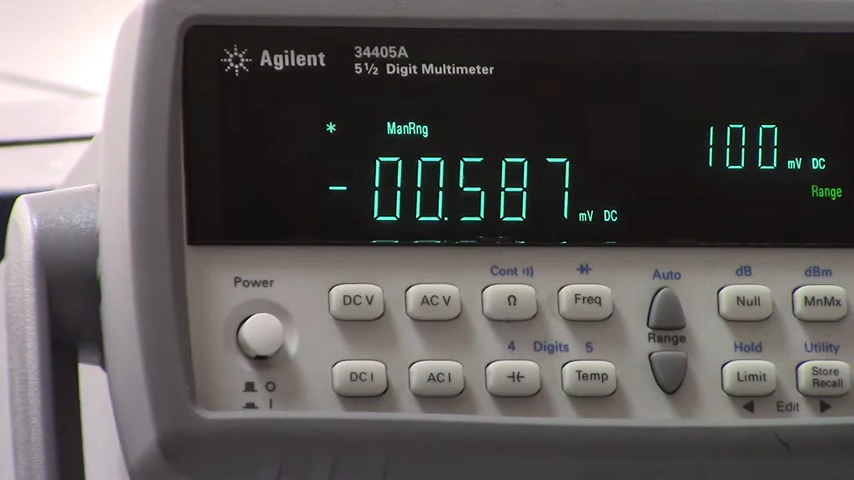 Agilent
34405A
5½ Digit Multimeter
* ManRng
-00.587 mV DC
100 mV DC
Range
Power
DC V
AC V
Cont
Ω
Freq
Auto
Range
dB
Null
dBm
MnMx
DC I
AC I
4 Digits 5
Temp
Hold
Limit
Utility
Store
Recall
Edit
O
I